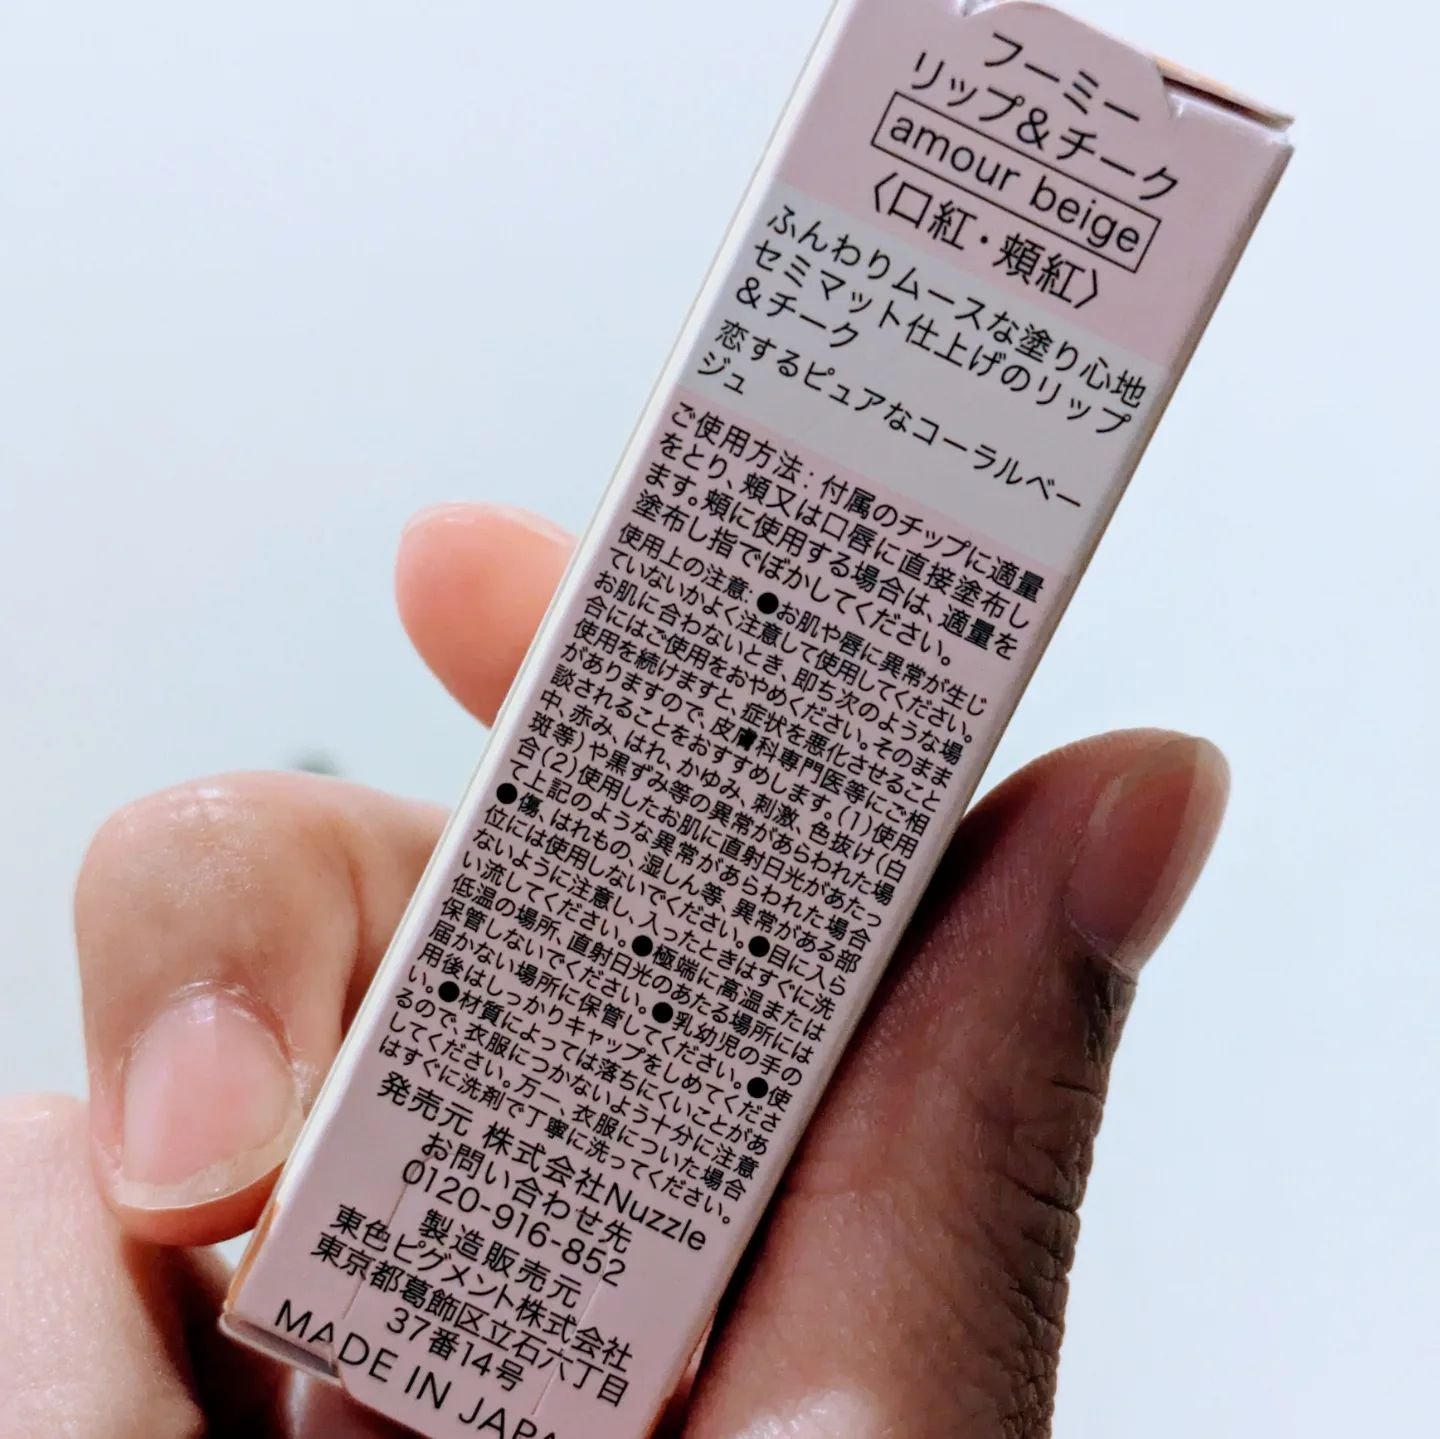 フーミー
リップ&チーク
amour beige
〈口紅・頬紅〉
ふんわりムースな塗り心地
セミマット仕上げのリップ
&チーク
恋するピュアなコーラルベー
ジュ
ご使用方法：付属のチップに適量
をとり、頬又は口唇に直接塗布し
ます。頬に使用する場合は、適量を
塗布し指でぼかしてください。
使用上の注意：●お肌や唇に異常が生じ
ていないかよく注意して使用してください。
お肌に合わないとき、即ち次のような場
合にはご使用をおやめください。そのまま
使用を続けますと、症状を悪化させること
がありますので、皮膚科専門医等にご相
談されることをおすすめします。(1)使用
中、赤み、はれ、かゆみ、刺激、色抜け(白
斑等)や黒ずみ等の異常があらわれた場
合(2)使用したお肌に直射日光があたっ
て上記のような異常があらわれた場合
●傷、はれもの、湿しん等、異常がある部
位には使用しないでください。●目に入ら
ないように注意し、入ったときはすぐに洗
い流してください。●極端に高温または
低温の場所、直射日光のあたる場所には
保管しないでください。●乳幼児の手の
届かない場所に保管してください。●使
用後はしっかりキャップをしめてくださ
い。●材質によっては落ちにくいことがあ
るので、衣服につかないよう十分に注意
してください。万一、衣服についた場合
はすぐに洗剤で丁寧に洗ってください。
発売元 株式会社Nuzzle
お問い合わせ先
0120-916-852
製造販売元
東色ピグメント株式会社
東京都葛飾区立石六丁目
37番14号
MADE IN JAPA